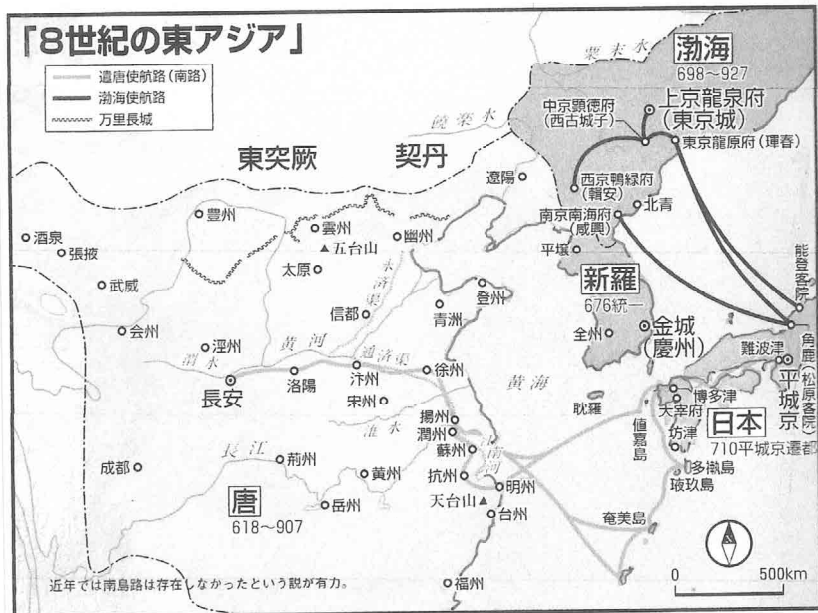 「8世紀の東アジア」
遣唐使航路(南路)
渤海使航路
万里長城
粟末水
渤海
698〜927
上京龍泉府
(東京城)
中京顕徳府
(西古城子)
東京龍原府(琿春)
饒楽水
東突厥
契丹
遼陽
西京鴨緑府
(輯安)
南京南海府
(咸興)
北青
平壌
豊州
雲州
五台山
幽州
酒泉
張掖
武威
太原
永済渠
信都
登州
青洲
新羅
676統一
金城
(慶州)
全州
能登客院
角鹿(松原客院)
会州
涇州
渭水
黄河
通済渠
長安
洛陽
汴州
徐州
宋州
淮水
黄海
耽羅
難波津
平城京
博多津
大宰府
日本
710平城京遷都
値嘉島
坊津
多禰島
掖玖島
揚州
潤州
蘇州
江南河
成都
長江
荊州
黄州
杭州
明州
岳州
天台山
台州
奄美島
唐
618〜907
福州
0
500km
近年では南島路は存在しなかったという説が有力。